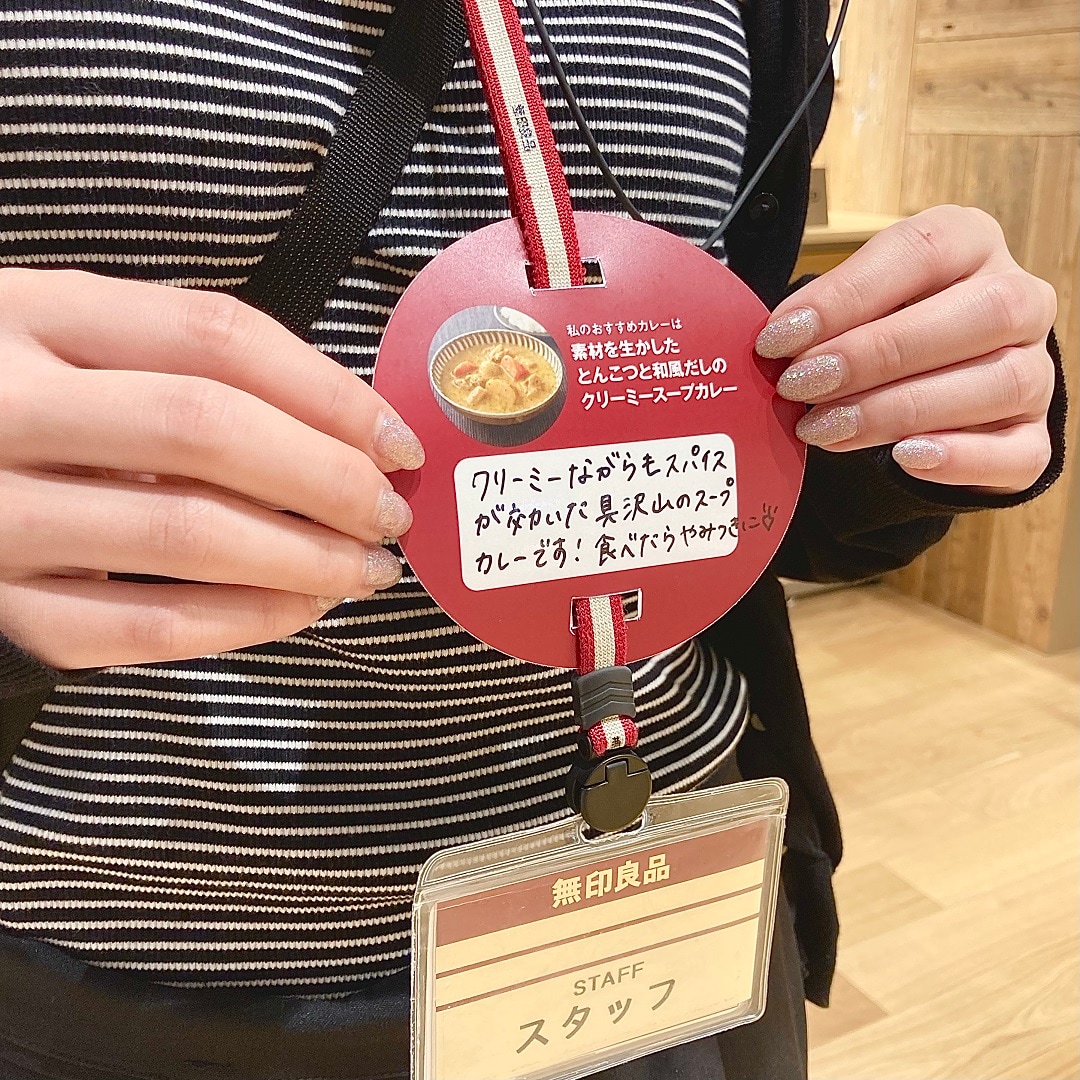 無印良品
私のおすすめカレーは
素材を生かした
とんこつと和風だしの
クリーミースープカレー
クリーミーながらもスパイス
が効いた具沢山のスープ
カレーです！食べたらやみつきに♡
無印良品
STAFF
スタッフ